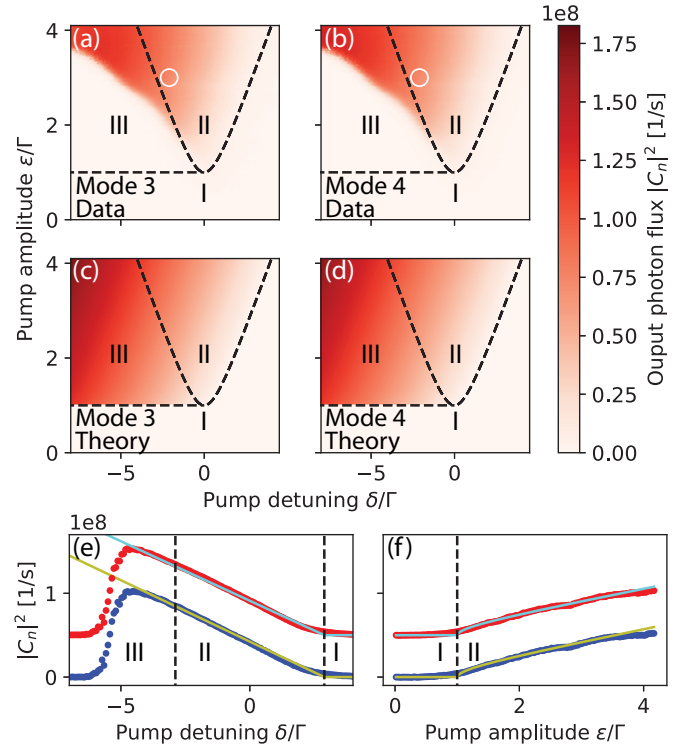 (a)
III
II
I
Mode 3
Data
(b)
III
II
I
Mode 4
Data
(c)
III
II
I
Mode 3
Theory
(d)
III
II
I
Mode 4
Theory
4
2
0
4
2
0
Pump amplitude ε/Γ
−5
0
−5
0
Pump detuning δ/Γ
1e8
1.75
1.50
1.25
1.00
0.75
0.50
0.25
0.00
Ouput photon flux |Cₙ|² [1/s]
1e8
(e)
III
II
I
1
0
|Cₙ|² [1/s]
−5
0
Pump detuning δ/Γ
(f)
I
II
0
2
4
Pump amplitude ε/Γ